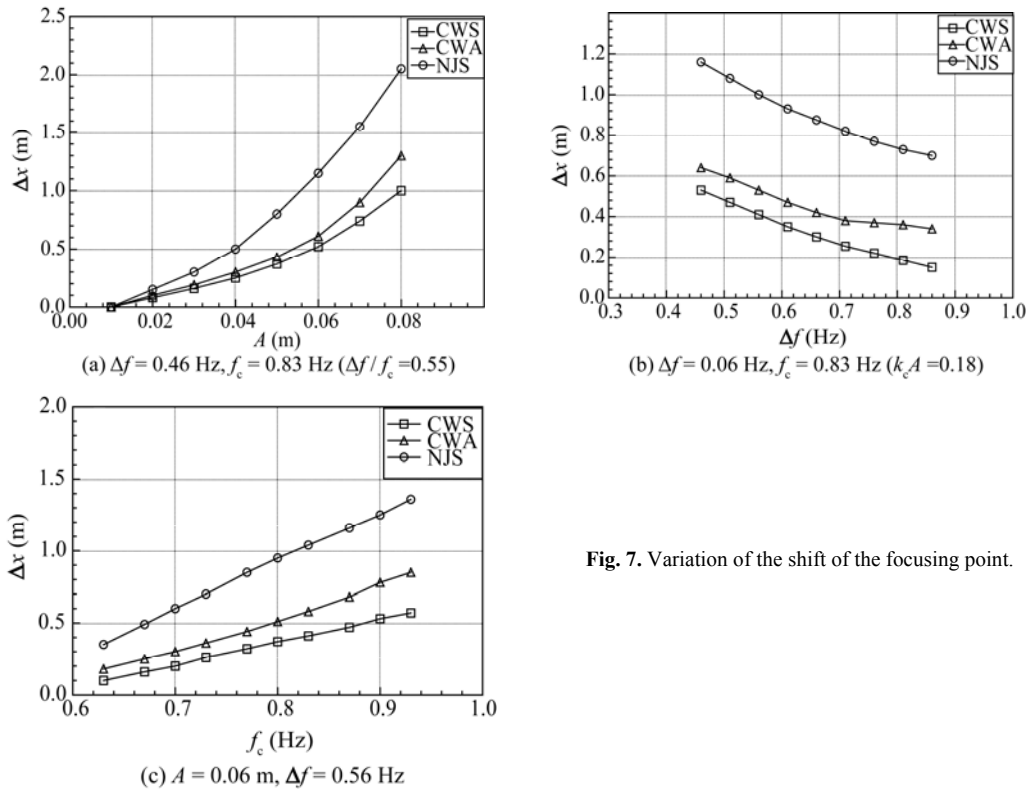 2.5
2.0
1.5
1.0
0.5
0.0
Δx (m)
CWS
CWA
NJS
0.00 0.02 0.04 0.06 0.08
A (m)
(a) Δf = 0.46 Hz, f_c = 0.83 Hz (Δf / f_c =0.55)
1.2
1.0
0.8
0.6
0.4
0.2
0.0
Δx (m)
CWS
CWA
NJS
0.3 0.4 0.5 0.6 0.7 0.8 0.9 1.0
Δf (Hz)
(b) Δf = 0.06 Hz, f_c = 0.83 Hz (k_cA =0.18)
2.0
1.5
1.0
0.5
0.0
Δx (m)
CWS
CWA
NJS
0.6 0.7 0.8 0.9 1.0
f_c (Hz)
(c) A = 0.06 m, Δf = 0.56 Hz
Fig. 7. Variation of the shift of the focusing point.